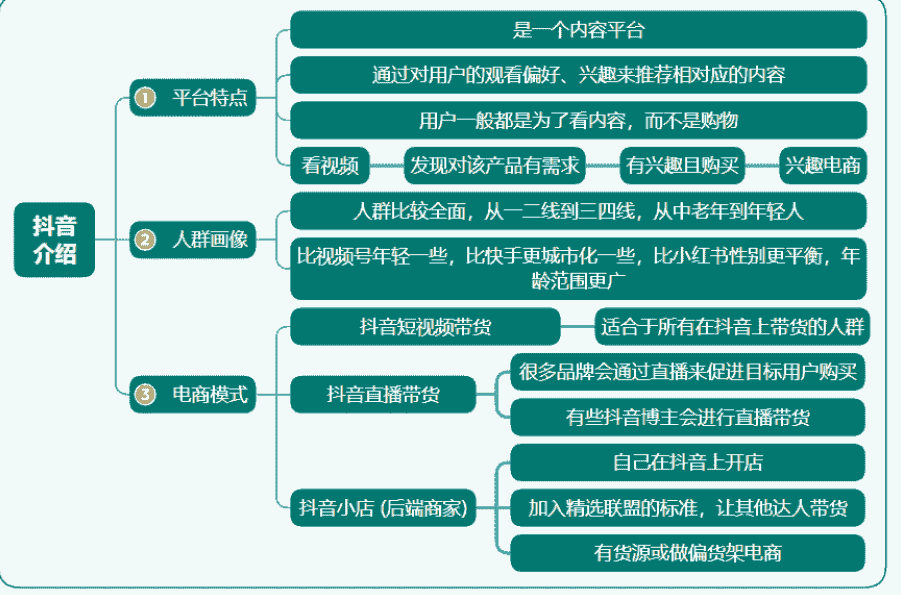 抖音
介绍
1 平台特点
是一个内容平台
通过对用户的观看偏好、兴趣来推荐相对应的内容
用户一般都是为了看内容，而不是购物
看视频 发现对该产品有需求 有兴趣且购买 兴趣电商
2 人群画像
人群比较全面，从一二线到三四线，从中老年到年轻人
比视频号年轻一些，比快手更城市化一些，比小红书性别更平衡，年
龄范围更广
3 电商模式
抖音短视频带货 适合于所有在抖音上带货的人群
抖音直播带货
很多品牌会通过直播来促进目标用户购买
有些抖音博主会进行直播带货
抖音小店 (后端商家)
自己在抖音上开店
加入精选联盟的标准，让其他达人带货
有货源或做偏货架电商